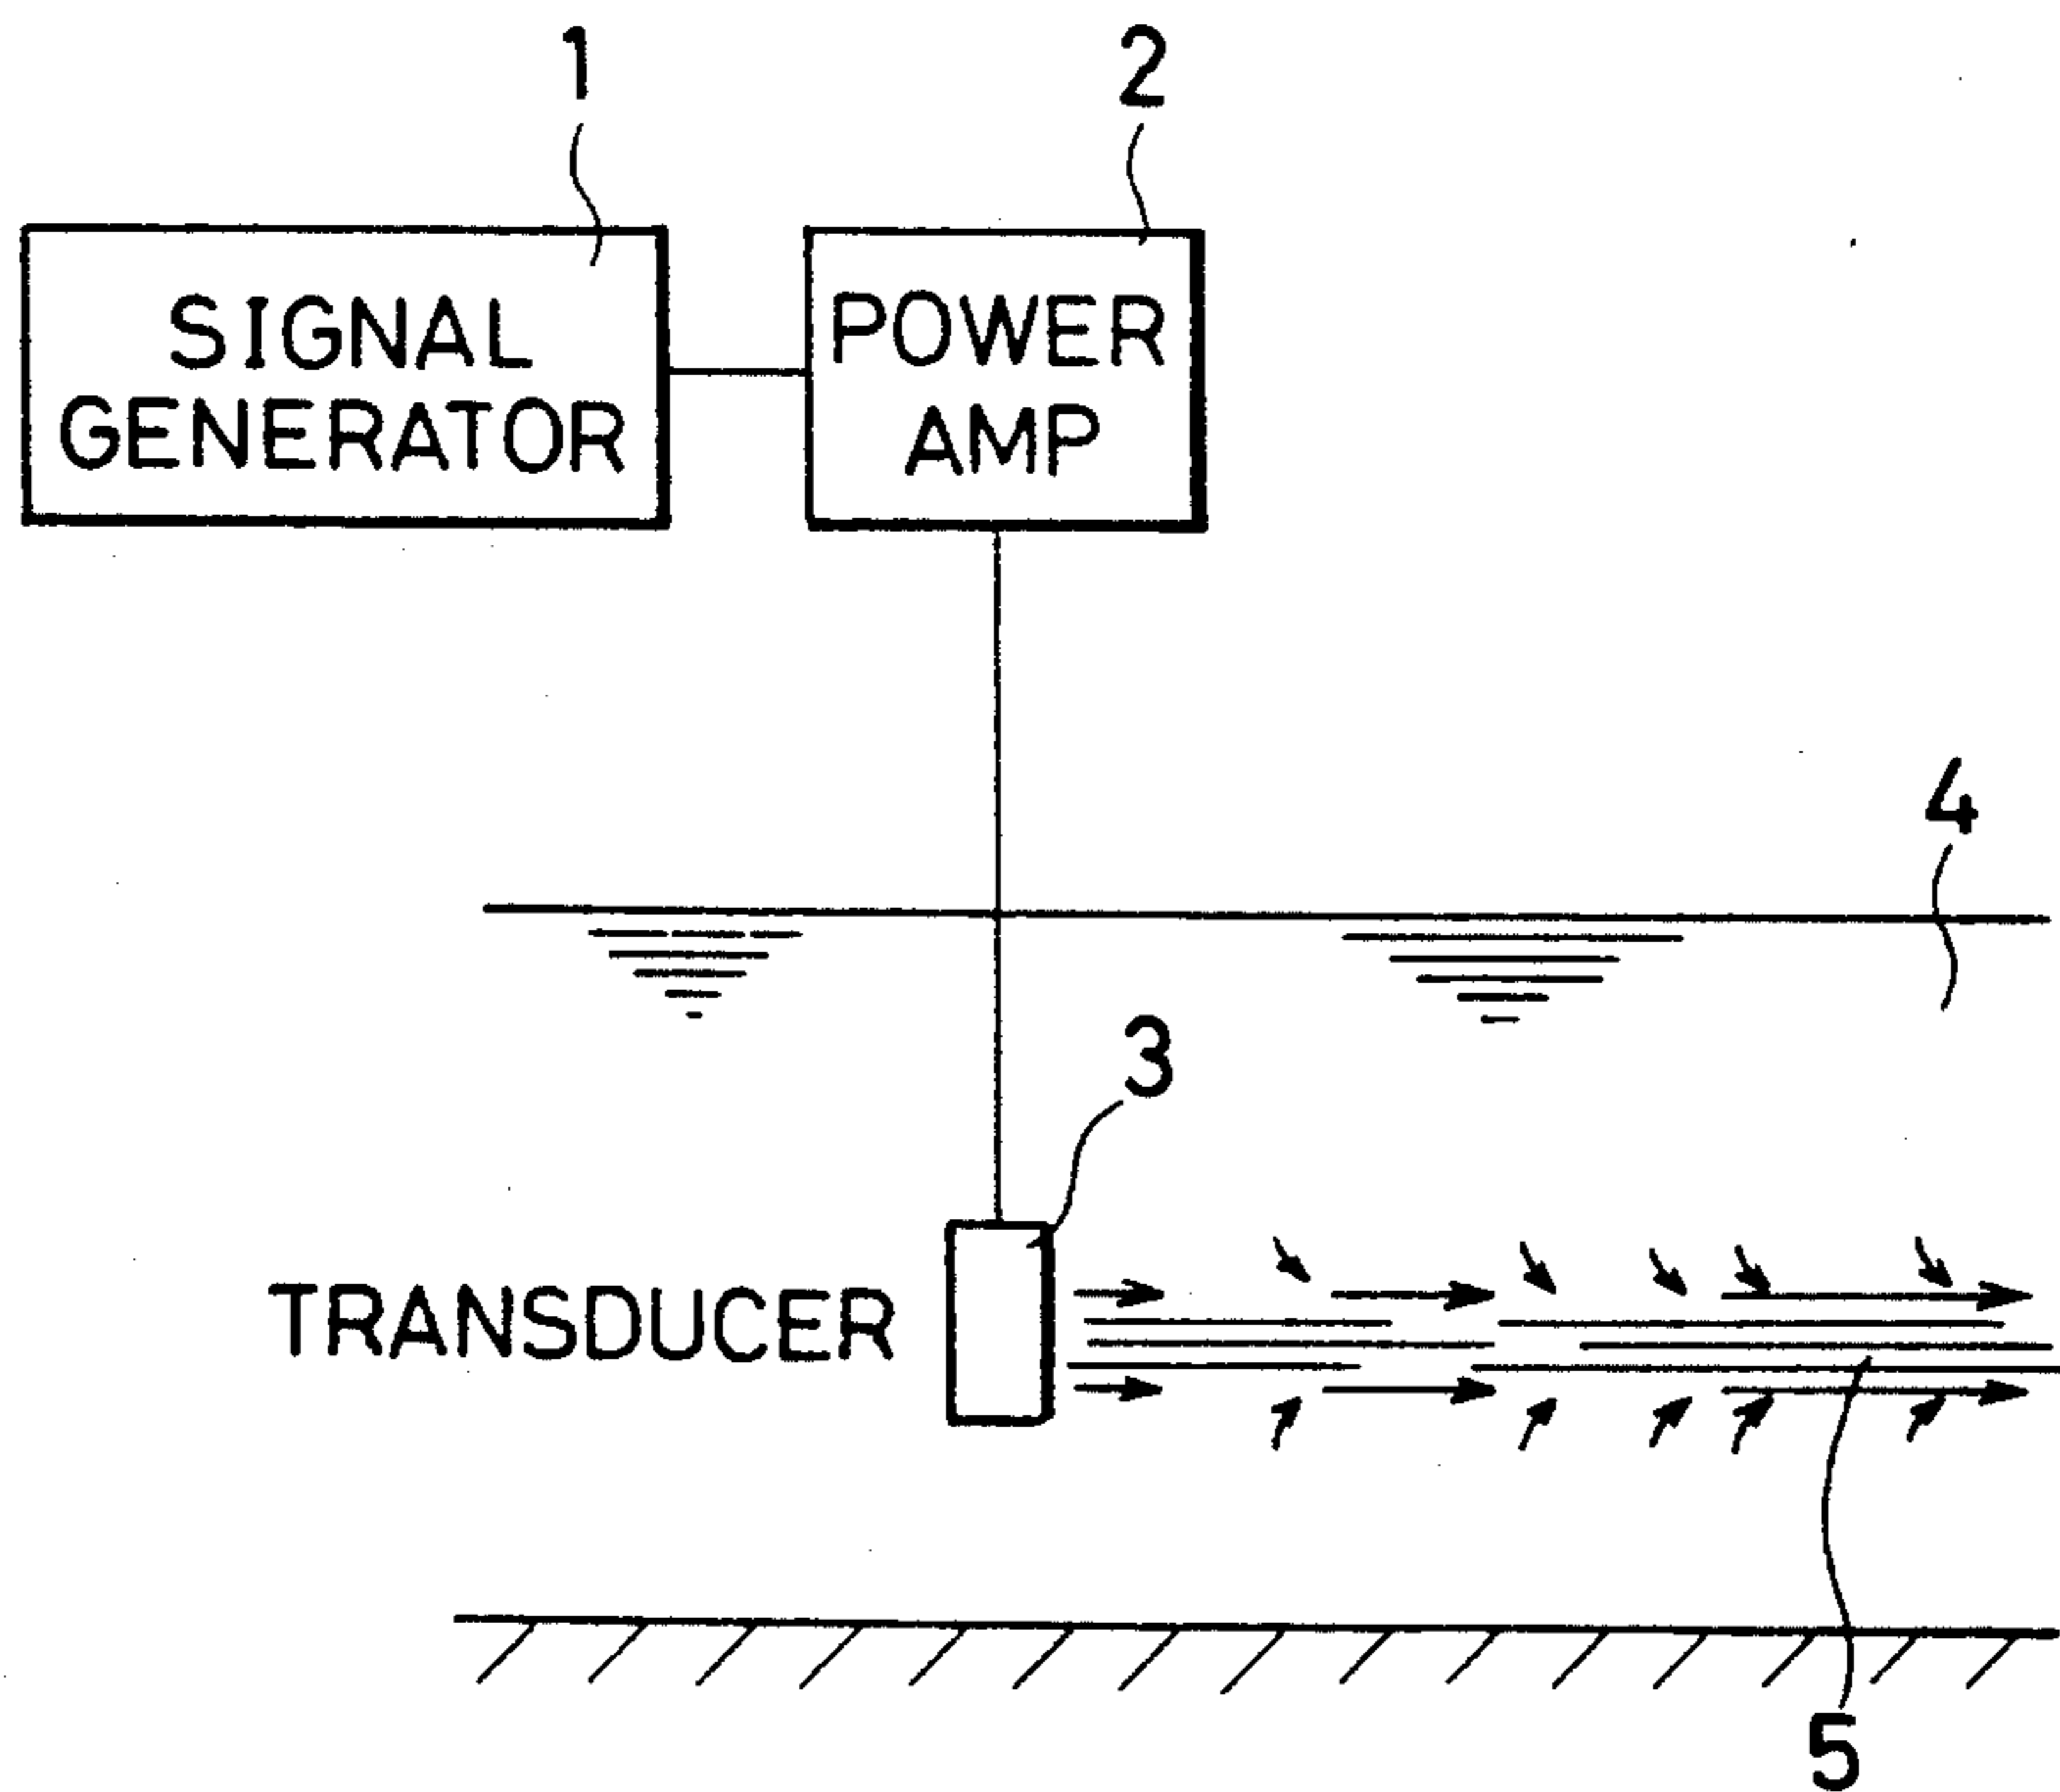 1
2
SIGNAL
GENERATOR
POWER
AMP
4
3
TRANSDUCER
5